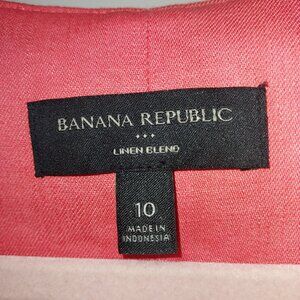 BANANA REPUBLIC
LINEN BLEND
10
MADE IN
INDONESIA